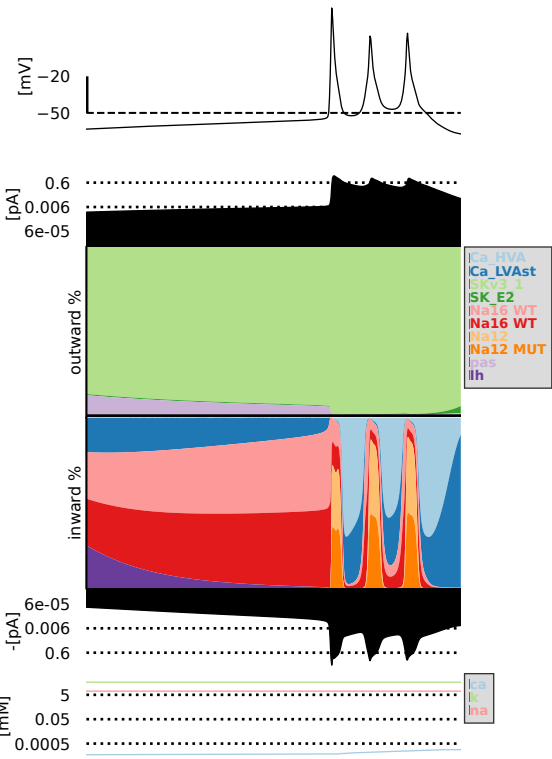 [mV]
−20
−50
[pA]
0.6
0.006
6e-05
outward %
Ca_HVA
Ca_LVAst
SKv3_1
SK_E2
Na16 WT
Na16 WT
Na12
Na12 MUT
pas
Ih
inward %
-[pA]
6e-05
0.006
0.6
[mM]
5
0.05
0.0005
ca
k
na